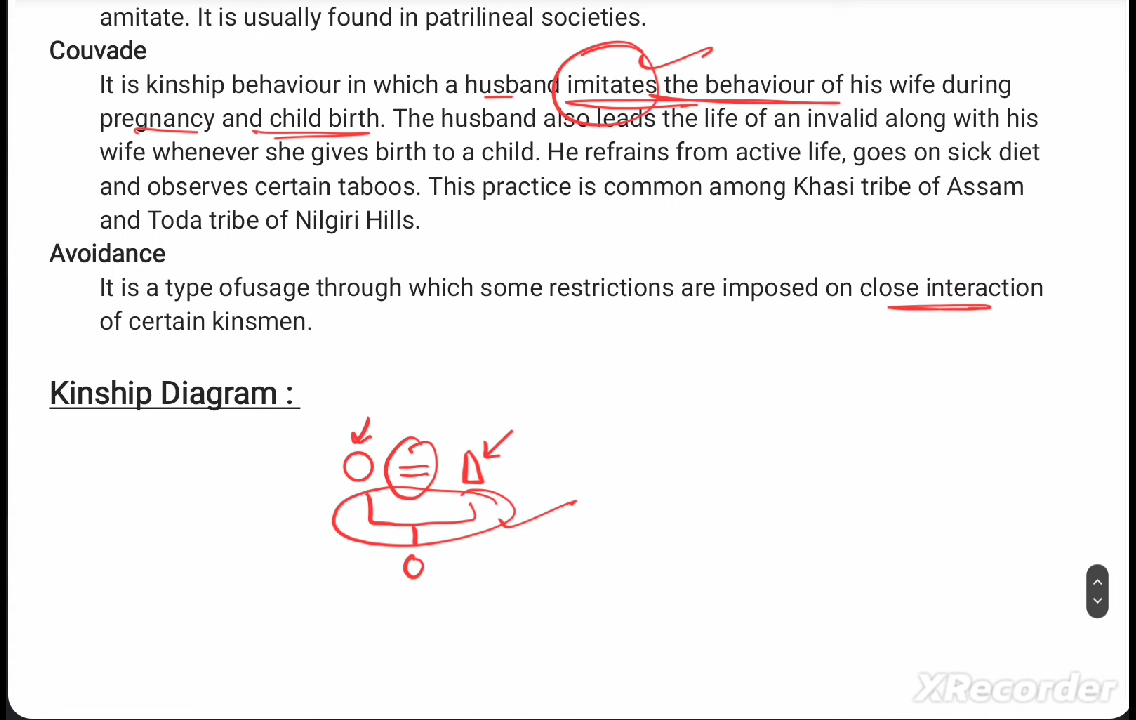 amitate. It is usually found in patrilineal societies.
Couvade
It is kinship behaviour in which a husband imitates the behaviour of his wife during
pregnancy and child birth. The husband also leads the life of an invalid along with his
wife whenever she gives birth to a child. He refrains from active life, goes on sick diet
and observes certain taboos. This practice is common among Khasi tribe of Assam
and Toda tribe of Nilgiri Hills.
Avoidance
It is a type ofusage through which some restrictions are imposed on close interaction
of certain kinsmen.
Kinship Diagram :
XRecorder